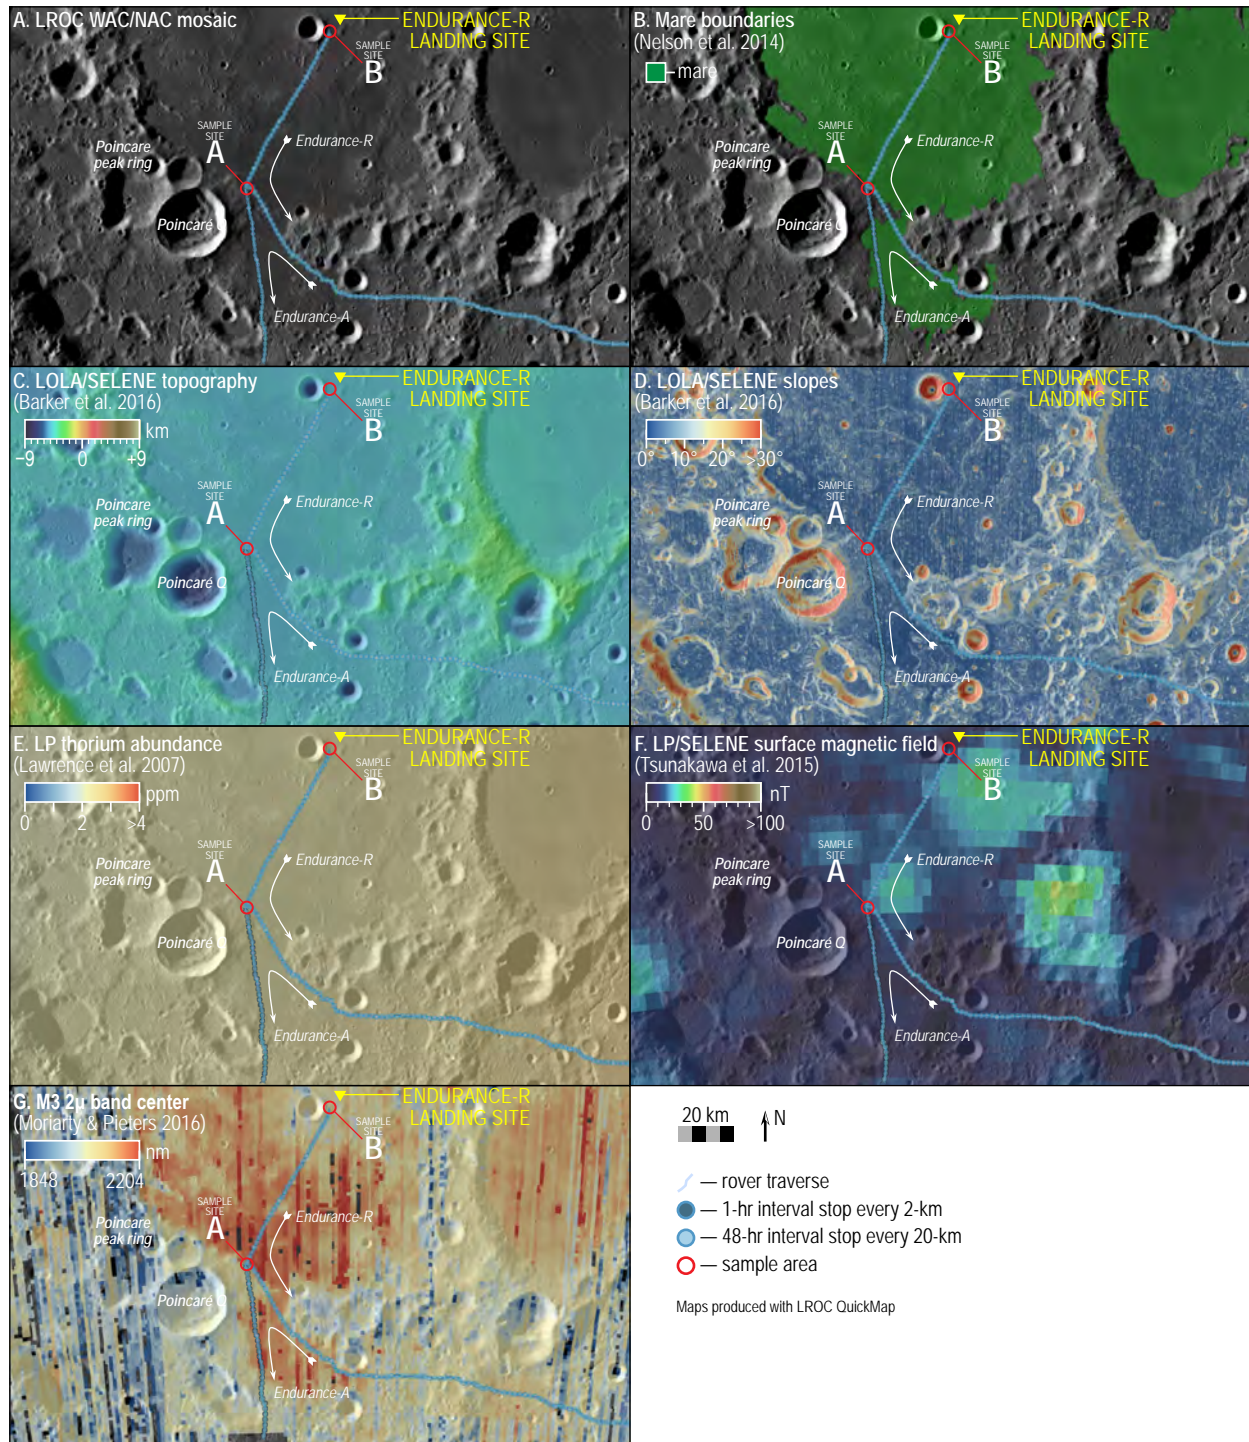 A. LROC WAC/NAC mosaic
ENDURANCE-R
LANDING SITE
SAMPLE
SITE
B
SAMPLE
SITE
A
Endurance-R
Poincare
peak ring
Poincaré Q
Endurance-A
B. Mare boundaries
(Nelson et al. 2014)
mare
ENDURANCE-R
LANDING SITE
SAMPLE
SITE
B
SAMPLE
SITE
A
Endurance-R
Poincare
peak ring
Poincaré Q
Endurance-A
C. LOLA/SELENE topography
(Barker et al. 2016)
km
−9 0 +9
ENDURANCE-R
LANDING SITE
SAMPLE
SITE
B
SAMPLE
SITE
A
Endurance-R
Poincare
peak ring
Poincaré Q
Endurance-A
D. LOLA/SELENE slopes
(Barker et al. 2016)
0° 10° 20° >30°
ENDURANCE-R
LANDING SITE
SAMPLE
SITE
B
SAMPLE
SITE
A
Endurance-R
Poincare
peak ring
Poincaré Q
Endurance-A
E. LP thorium abundance
(Lawrence et al. 2007)
ppm
0 2 >4
ENDURANCE-R
LANDING SITE
SAMPLE
SITE
B
SAMPLE
SITE
A
Endurance-R
Poincare
peak ring
Poincaré Q
Endurance-A
F. LP/SELENE surface magnetic field
(Tsunakawa et al. 2015)
nT
0 50 >100
ENDURANCE-R
LANDING SITE
SAMPLE
SITE
B
SAMPLE
SITE
A
Endurance-R
Poincare
peak ring
Poincaré Q
Endurance-A
G. M3 2µ band center
(Moriarty & Pieters 2016)
nm
1848 2204
ENDURANCE-R
LANDING SITE
SAMPLE
SITE
B
SAMPLE
SITE
A
Endurance-R
Poincare
peak ring
Poincaré Q
Endurance-A
20 km
N
— rover traverse
— 1-hr interval stop every 2-km
— 48-hr interval stop every 20-km
— sample area
Maps produced with LROC QuickMap